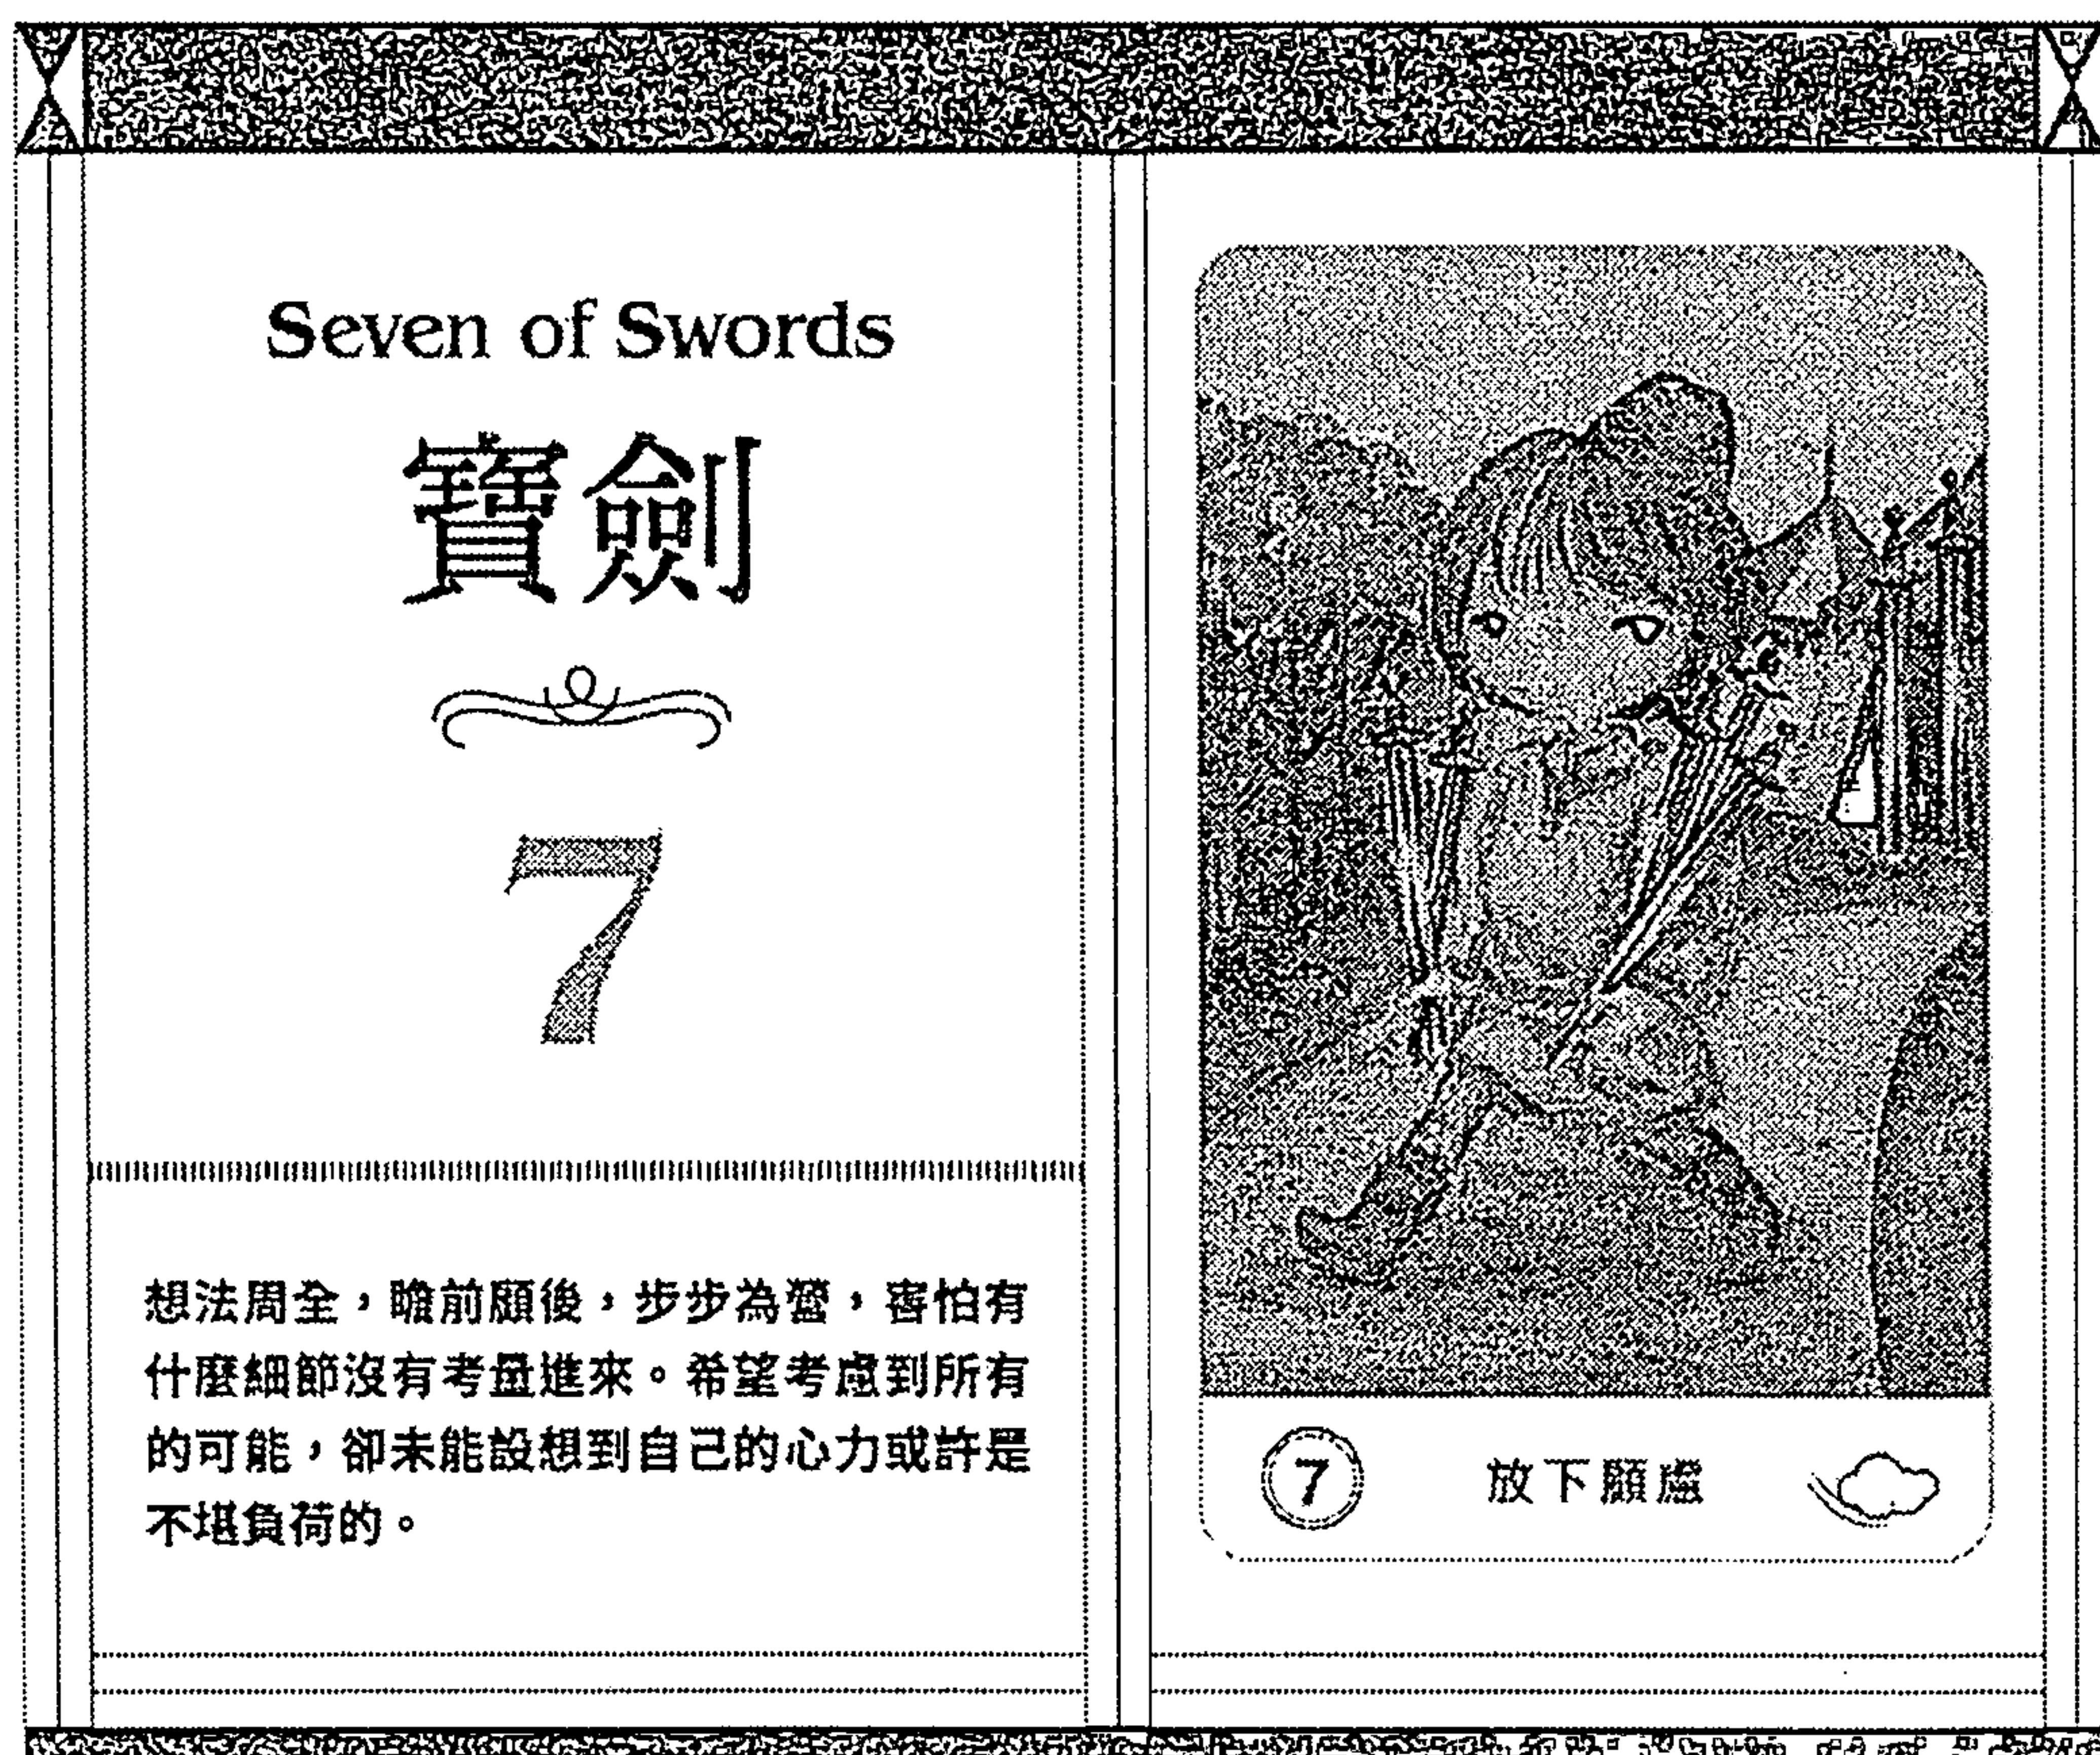 Seven of Swords
寶劍
7
想法周全，瞻前顧後，步步為營，害怕有
什麼細節沒有考量進來。希望考慮到所有
的可能，卻未能設想到自己的心力或許是
不堪負荷的。
7 放下顧慮